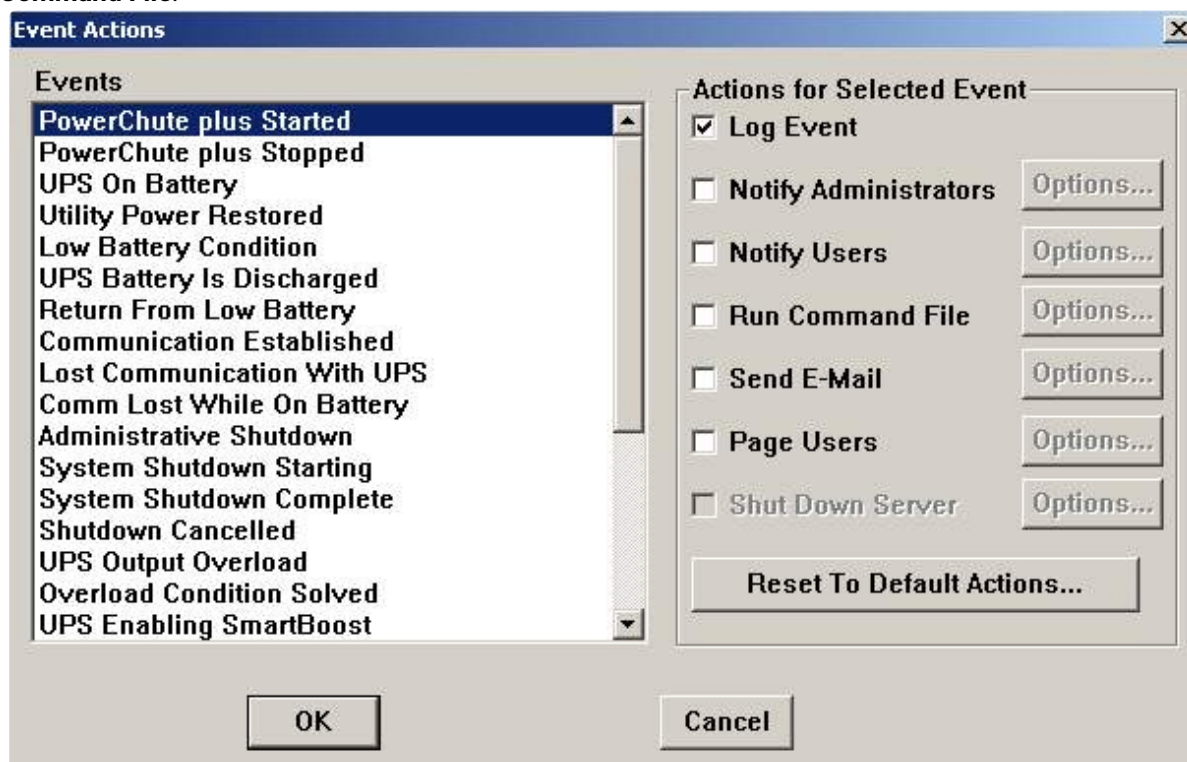 Command File.
Event Actions
Events
PowerChute plus Started
PowerChute plus Stopped
UPS On Battery
Utility Power Restored
Low Battery Condition
UPS Battery Is Discharged
Return From Low Battery
Communication Established
Lost Communication With UPS
Comm Lost While On Battery
Administrative Shutdown
System Shutdown Starting
System Shutdown Complete
Shutdown Cancelled
UPS Output Overload
Overload Condition Solved
UPS Enabling SmartBoost
Actions for Selected Event
Log Event
Notify Administrators Options...
Notify Users Options...
Run Command File Options...
Send E-Mail Options...
Page Users Options...
Shut Down Server Options...
Reset To Default Actions...
OK
Cancel